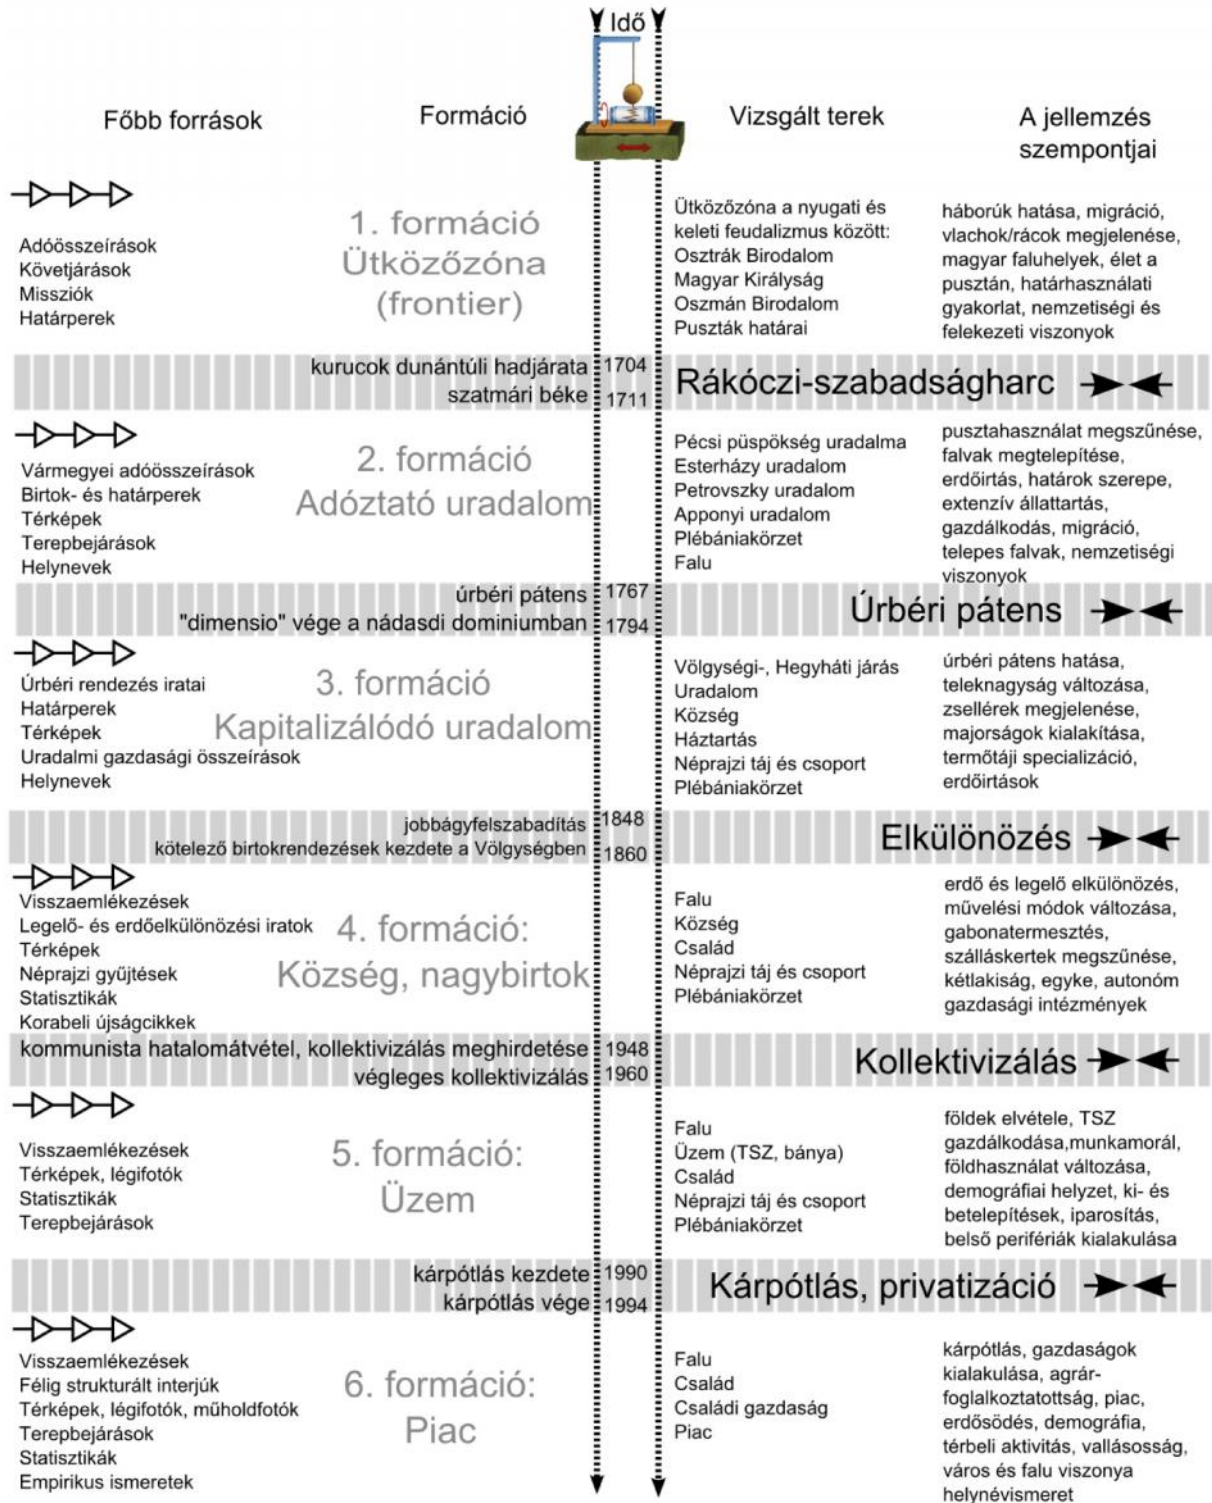 Idő
Főbb források
Formáció
Vizsgált terek
A jellemzés
szempontjai
Adóösszeírások
Követjárások
Missziók
Határperek
1. formáció
Ütközőzóna
(frontier)
Ütközőzóna a nyugati és
keleti feudalizmus között:
Osztrák Birodalom
Magyar Királyság
Oszmán Birodalom
Puszták határai
háborúk hatása, migráció,
vlachok/rácok megjelenése,
magyar faluhelyek, élet a
pusztán, határhasználati
gyakorlat, nemzetiségi és
felekezeti viszonyok
kurucok dunántúli hadjárata 1704
szatmári béke 1711
Rákóczi-szabadságharc
Vármegyei adóösszeírások
Birtok- és határperek
Térképek
Terepbejárások
Helynevek
2. formáció
Adóztató uradalom
Pécsi püspökség uradalma
Esterházy uradalom
Petrovszky uradalom
Apponyi uradalom
Plébániakörzet
Falu
pusztahasználat megszűnése,
falvak megtelepítése,
erdőirtás, határok szerepe,
extenzív állattartás,
gazdálkodás, migráció,
telepes falvak, nemzetiségi
viszonyok
úrbéri pátens 1767
"dimensio" vége a nádasdi dominiumban 1794
Úrbéri pátens
Úrbéri rendezés iratai
Határperek
Térképek
Uradalmi gazdasági összeírások
Helynevek
3. formáció
Kapitalizálódó uradalom
Völgységi-, Hegyháti járás
Uradalom
Község
Háztartás
Néprajzi táj és csoport
Plébániakörzet
úrbéri pátens hatása,
teleknagyság változása,
zsellérek megjelenése,
majorságok kialakítása,
termőtáji specializáció,
erdőirtások
jobbágyfelszabadítás 1848
kötelező birtokrendezések kezdete a Völgységben 1860
Elkülönözés
Visszaemlékezések
Legelő- és erdőelkülönözési iratok
Térképek
Néprajzi gyűjtések
Statisztikák
Korabeli újságcikkek
4. formáció:
Község, nagybirtok
Falu
Község
Család
Néprajzi táj és csoport
Plébániakörzet
erdő és legelő elkülönözés,
művelési módok változása,
gabonatermesztés,
szálláskertek megszűnése,
kétlakiság, egyke, autonóm
gazdasági intézmények
kommunista hatalomátvétel, kollektivizálás meghirdetése 1948
végleges kollektivizálás 1960
Kollektivizálás
Visszaemlékezések
Térképek, légifotók
Statisztikák
Terepbejárások
5. formáció:
Üzem
Falu
Üzem (TSZ, bánya)
Család
Néprajzi táj és csoport
Plébániakörzet
földek elvétele, TSZ
gazdálkodása,munkamorál,
földhasználat változása,
demográfiai helyzet, ki- és
betelepítések, iparosítás,
belső perifériák kialakulása
kárpótlás kezdete 1990
kárpótlás vége 1994
Kárpótlás, privatizáció
Visszaemlékezések
Félig strukturált interjúk
Térképek, légifotók, műholdfotók
Terepbejárások
Statisztikák
Empirikus ismeretek
6. formáció:
Piac
Falu
Család
Családi gazdaság
Piac
kárpótlás, gazdaságok
kialakulása, agrár-
foglalkoztatottság, piac,
erdősödés, demográfia,
térbeli aktivitás, vallásosság,
város és falu viszonya
helynévismeret